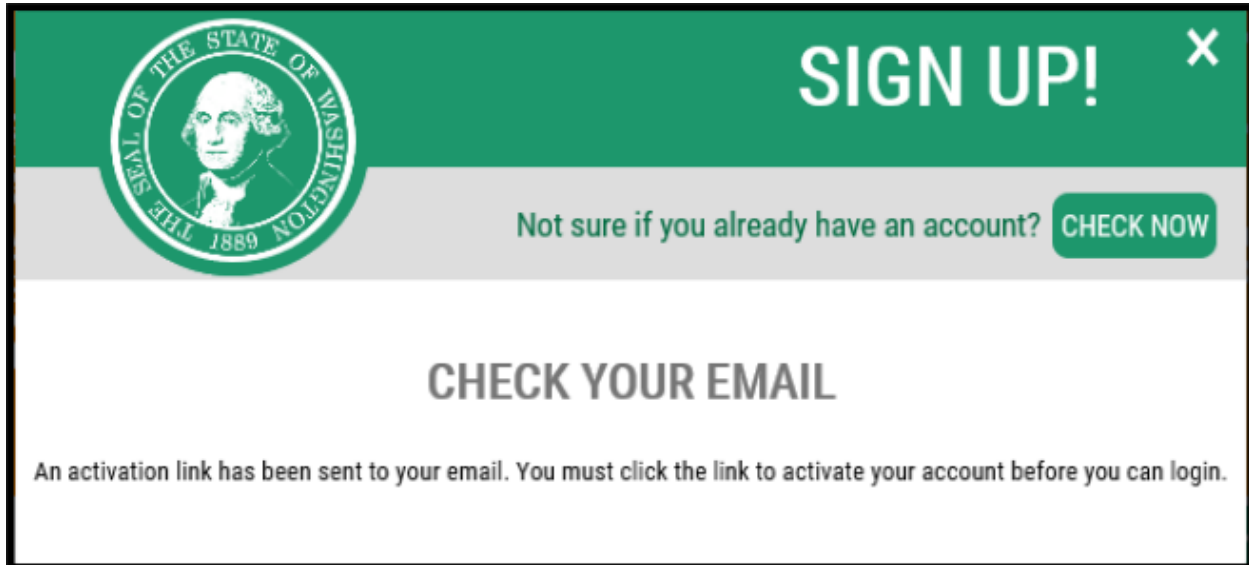 THE SEAL OF THE STATE OF WASHINGTON
1889
SIGN UP!
X
Not sure if you already have an account? CHECK NOW
CHECK YOUR EMAIL
An activation link has been sent to your email. You must click the link to activate your account before you can login.